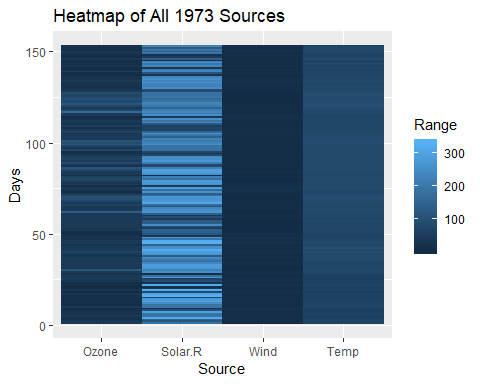 Heatmap of All 1973 Sources
150
100
50
0
Days
Ozone Solar.R Wind Temp
Source
Range
300
200
100